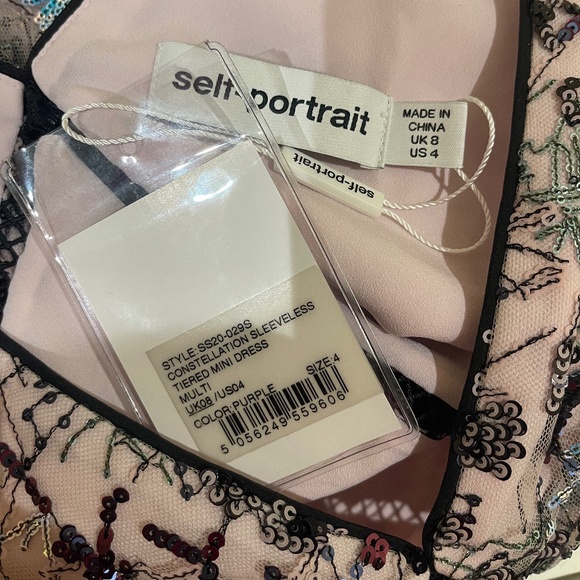 self-portrait
MADE IN
CHINA
UK 8
US 4
self-portrait
STYLE:SS20-029S
CONSTELLATION SLEEVELESS
TIERED MINI DRESS
MULTI
UK08 /US04
COLOR:PURPLE SIZE:4
5 056249 559606